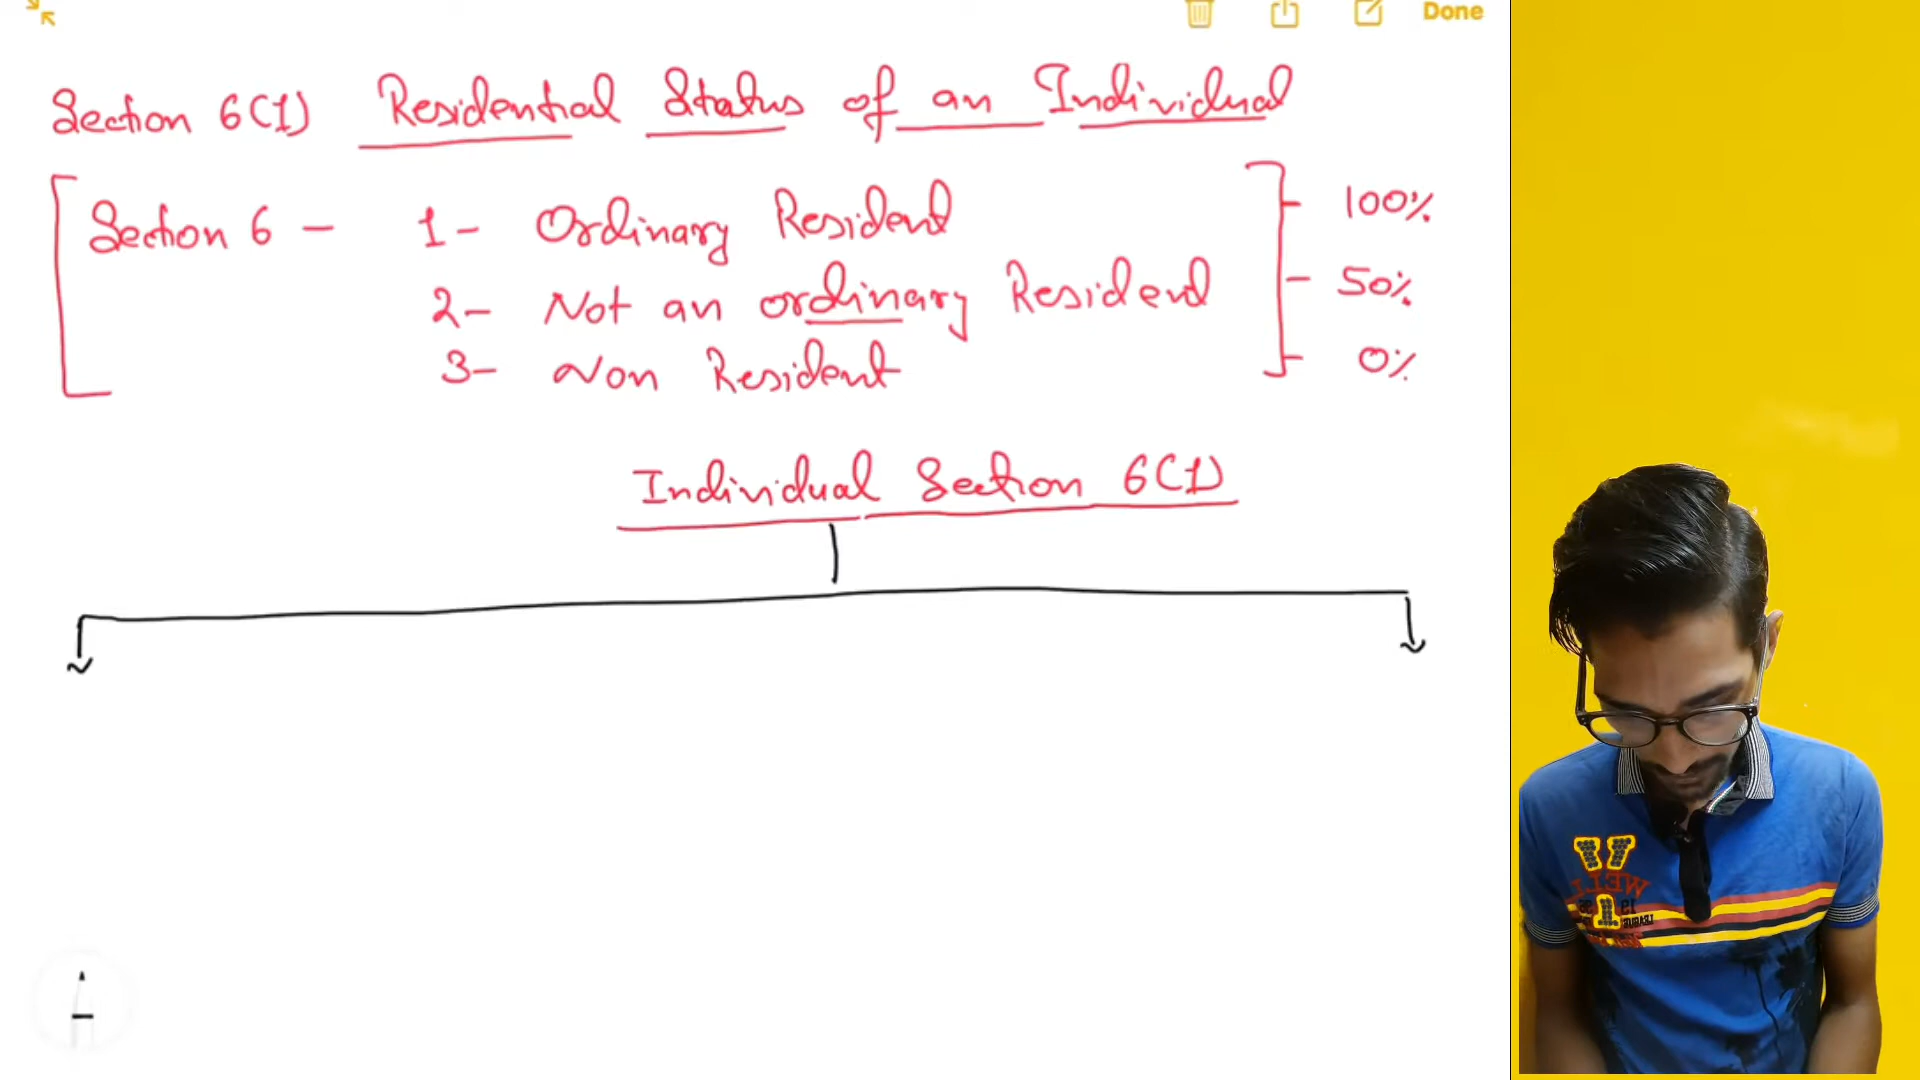 Done
Section 6(1) Residential Status of an Individual
Section 6 - 1- Ordinary Resident 100%
2- Not an ordinary Resident 50%
3- Non Resident 0%
Individual Section 6(1)